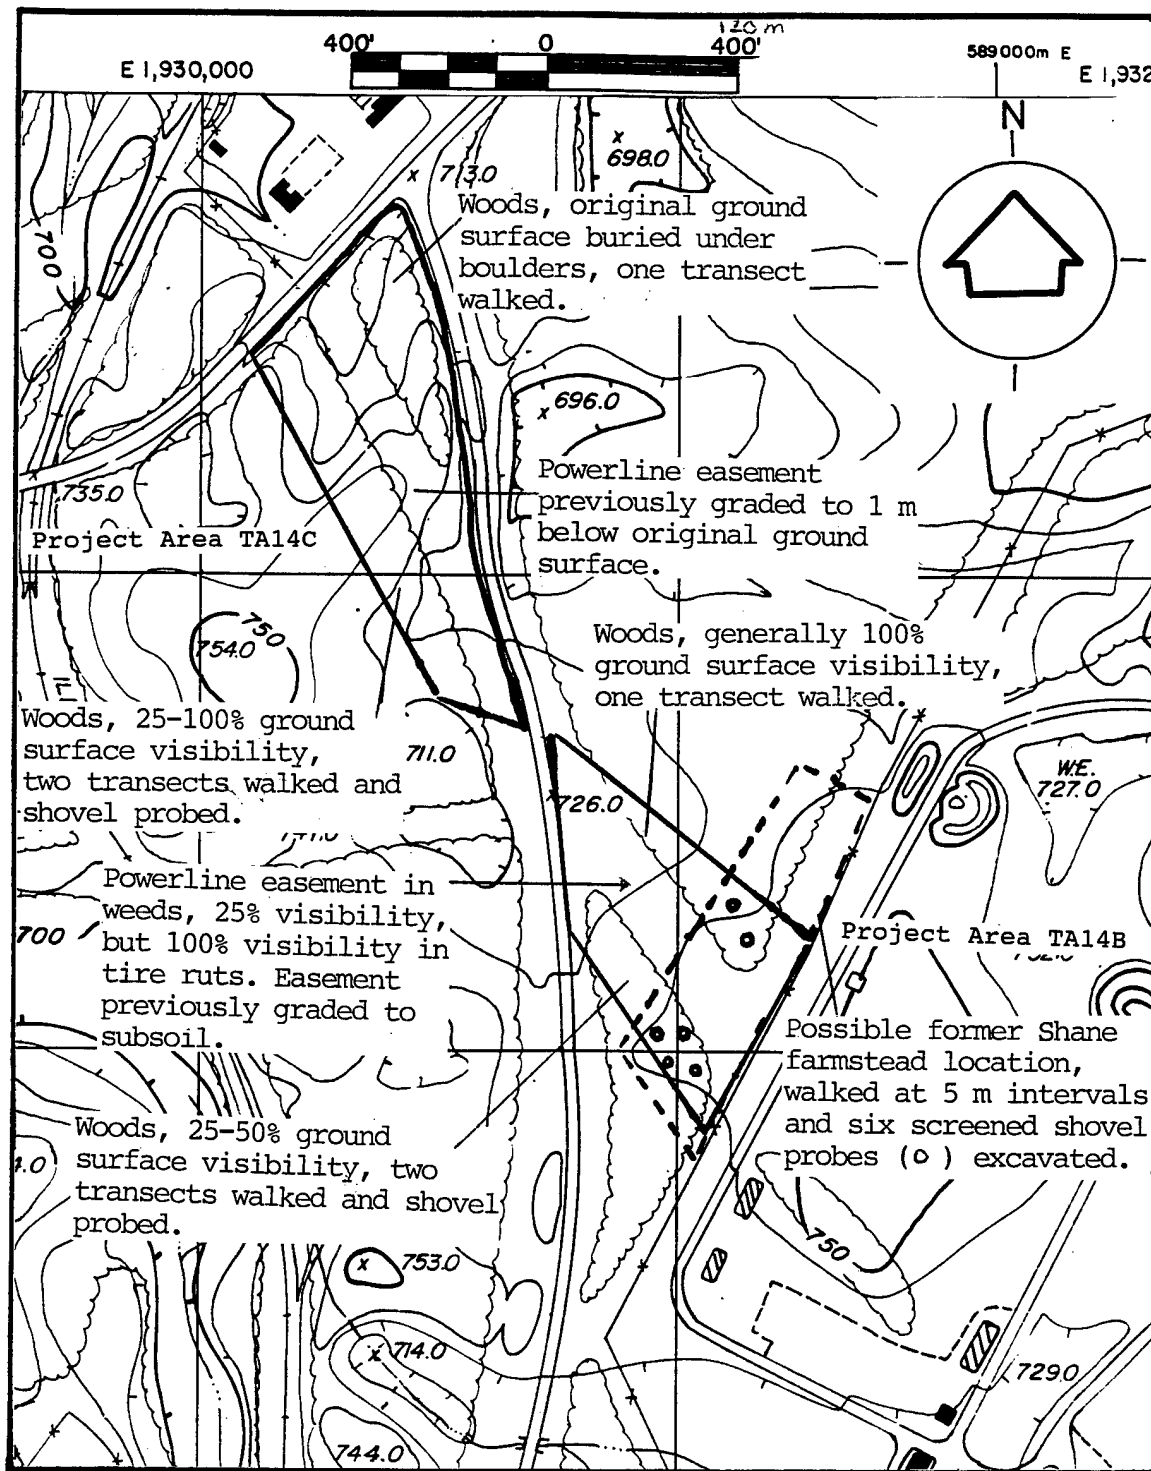 120 m
400' 0 400'
589000m E
E 1,930,000
E 1,932
N
698.0
713.0
Woods, original ground
surface buried under
boulders, one transect
walked.
700
696.0
Powerline easement
previously graded to 1 m
below original ground
surface.
735.0
Project Area TA14C
750
754.0
Woods, generally 100%
ground surface visibility,
one transect walked.
Woods, 25-100% ground
surface visibility,
two transects walked and
shovel probed.
711.0
W.E.
727.0
726.0
Powerline easement in
weeds, 25% visibility,
but 100% visibility in
tire ruts. Easement
previously graded to
subsoil.
700
Project Area TA14B
Possible former Shane
farmstead location,
walked at 5 m intervals
and six screened shovel
probes (o) excavated.
Woods, 25-50% ground
surface visibility, two
transects walked and shovel
probed.
750
753.0
714.0
729.0
744.0